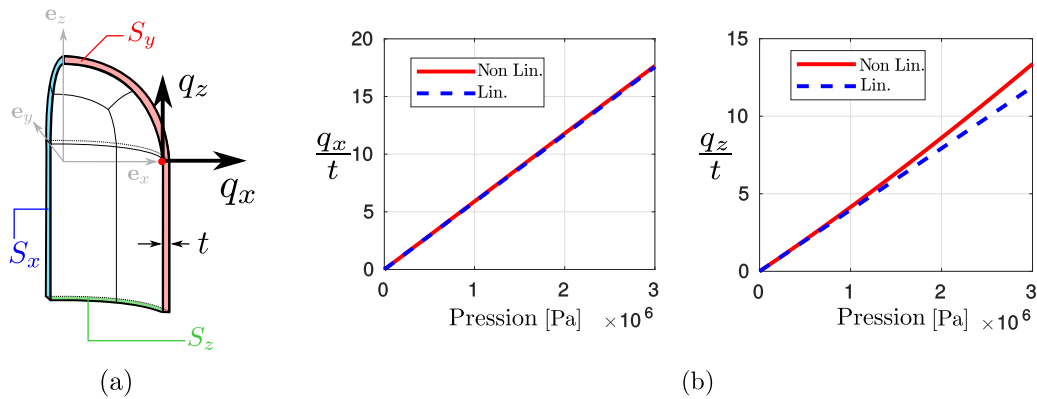 e_z
S_y
q_z
e_y
e_x
q_x
S_x
t
S_z
(a)
20
15
10
5
0
q_x/t
Non Lin.
Lin.
0 1 2 3
Pression [Pa] ×10^6
15
10
5
0
q_z/t
Non Lin.
Lin.
0 1 2 3
Pression [Pa] ×10^6
(b)